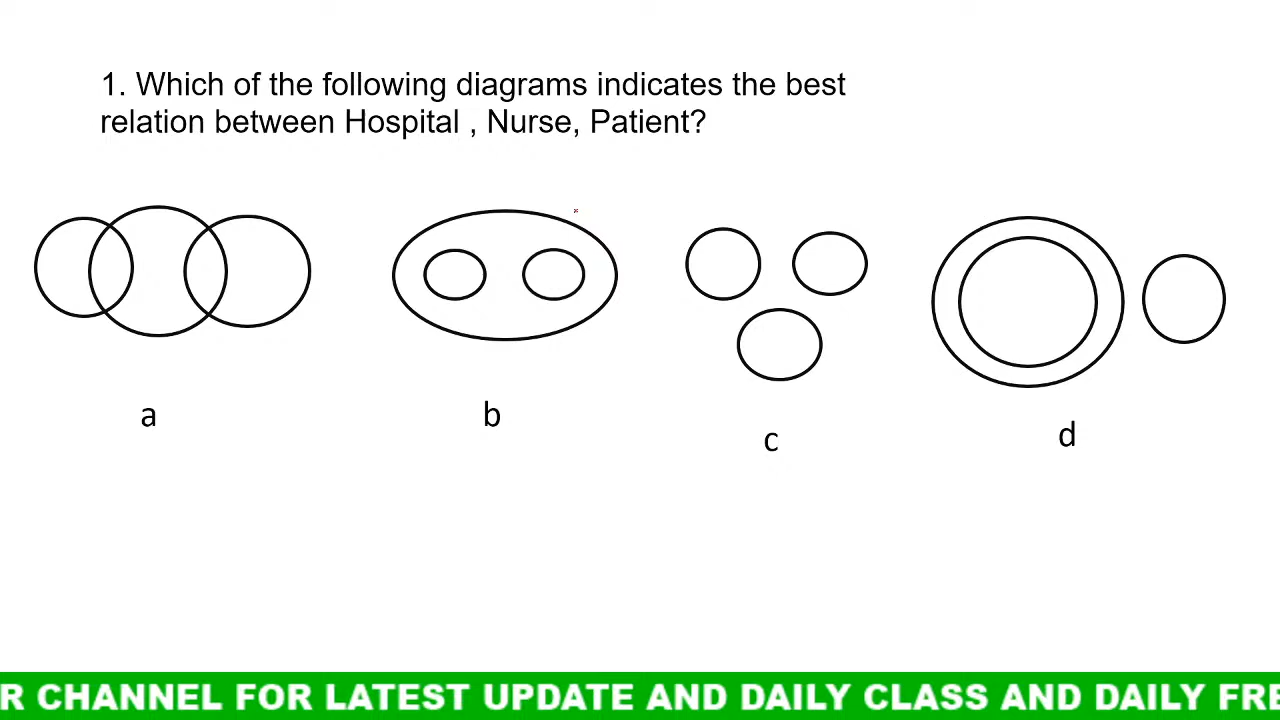 1. Which of the following diagrams indicates the best
relation between Hospital , Nurse, Patient?
a
b
c
d
R CHANNEL FOR LATEST UPDATE AND DAILY CLASS AND DAILY FRE